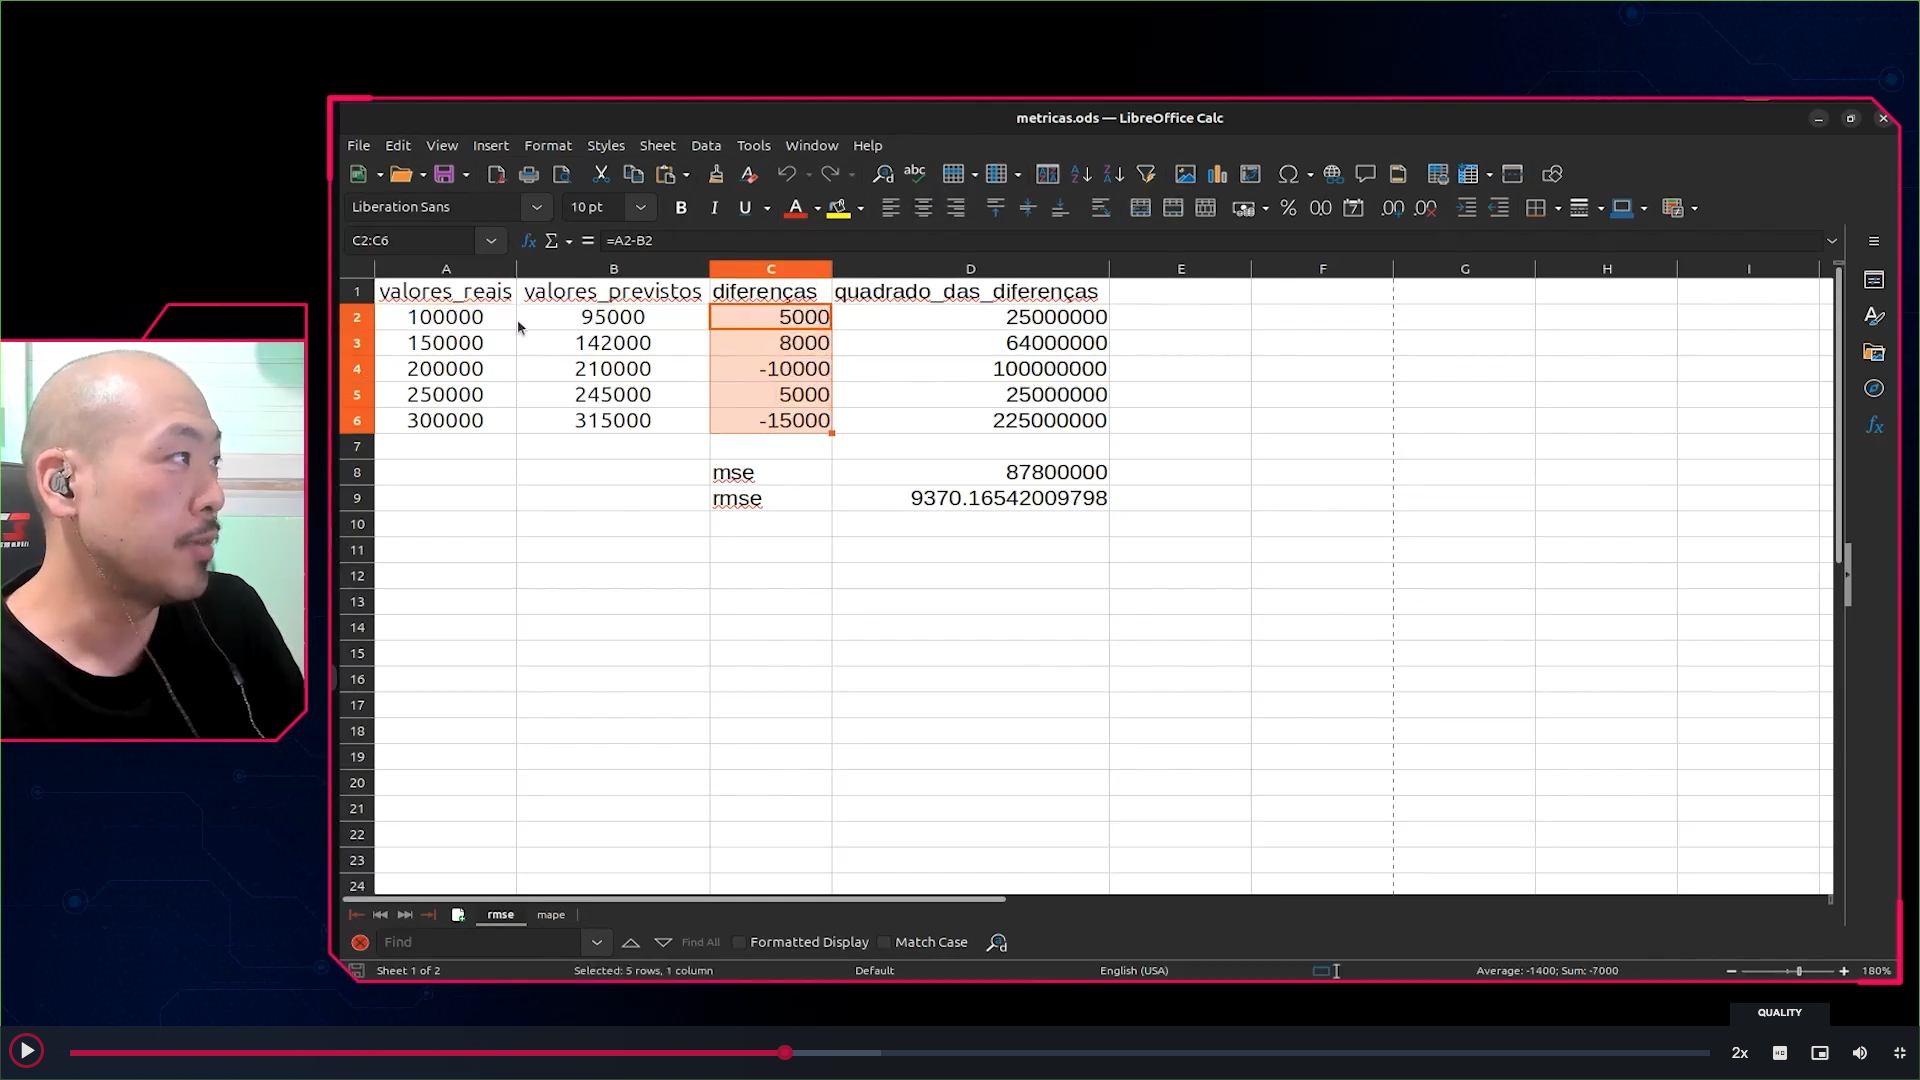 metricas.ods — LibreOffice Calc
File Edit View Insert Format Styles Sheet Data Tools Window Help
Liberation Sans 10 pt
C2:C6 =A2-B2
A B C D E F G H I
1 valores_reais valores_previstos diferenças quadrado_das_diferenças
2 100000 95000 5000 25000000
3 150000 142000 8000 64000000
4 200000 210000 -10000 100000000
5 250000 245000 5000 25000000
6 300000 315000 -15000 225000000
7
8 mse 87800000
9 rmse 9370.16542009798
10
11
12
13
14
15
16
17
18
19
20
21
22
23
24
rmse mape
Find Find All Formatted Display Match Case
Sheet 1 of 2 Selected: 5 rows, 1 column Default English (USA) Average: -1400; Sum: -7000 180%
QUALITY
2x